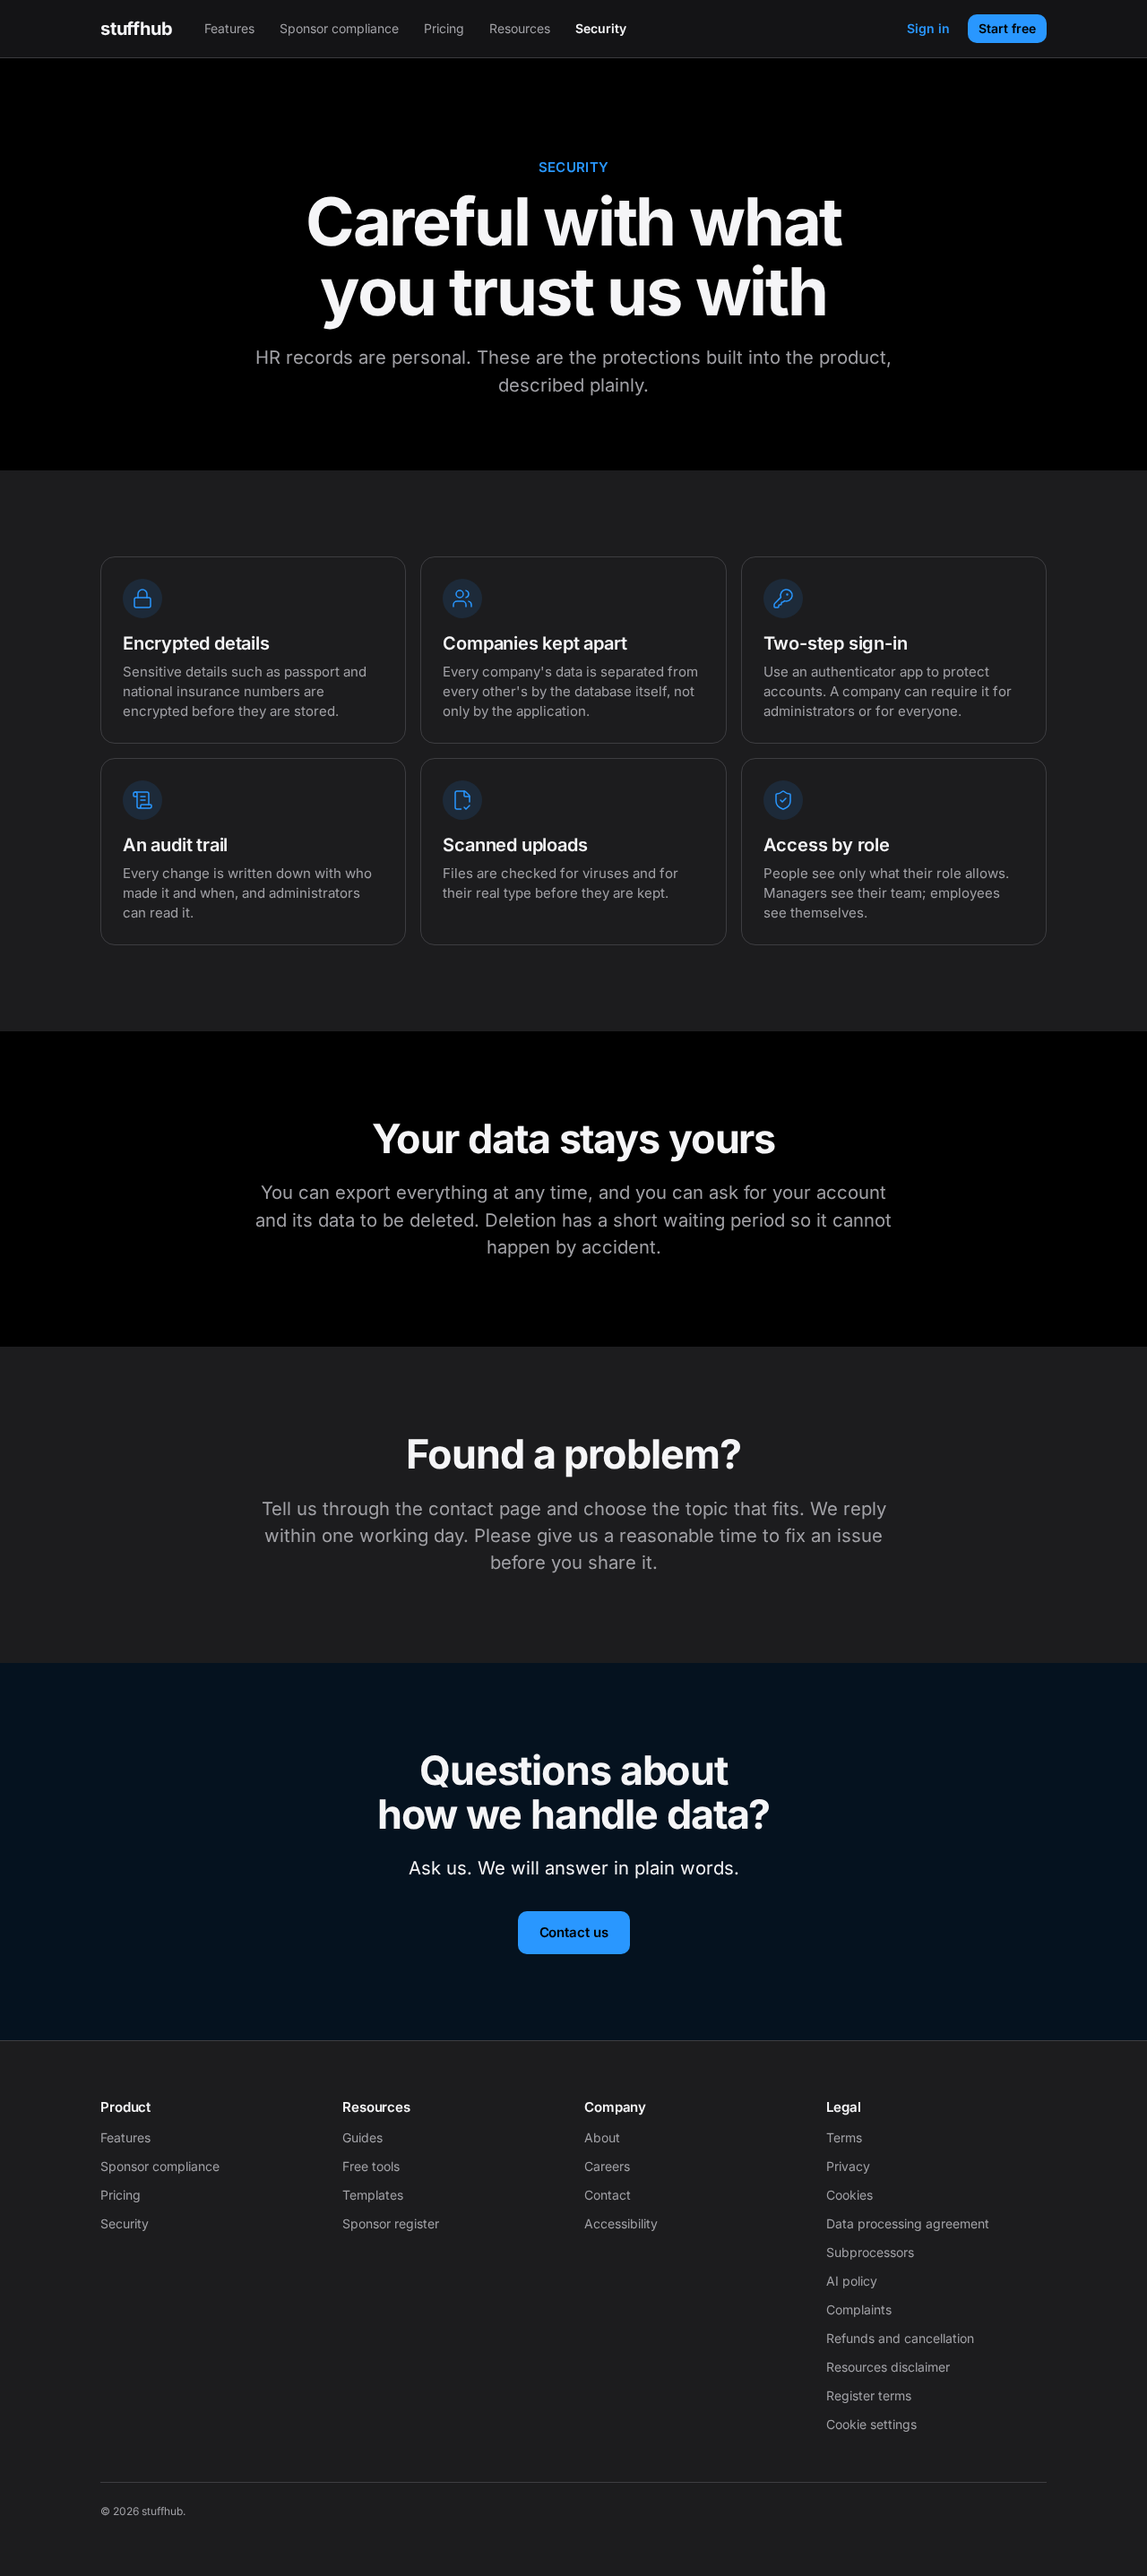 stuffhub Features Sponsor compliance Pricing Resources Security Sign in Start free
SECURITY
Careful with what
you trust us with
HR records are personal. These are the protections built into the product,
described plainly.
Encrypted details
Sensitive details such as passport and
national insurance numbers are
encrypted before they are stored.
Companies kept apart
Every company's data is separated from
every other's by the database itself, not
only by the application.
Two-step sign-in
Use an authenticator app to protect
accounts. A company can require it for
administrators or for everyone.
An audit trail
Every change is written down with who
made it and when, and administrators
can read it.
Scanned uploads
Files are checked for viruses and for
their real type before they are kept.
Access by role
People see only what their role allows.
Managers see their team; employees
see themselves.
Your data stays yours
You can export everything at any time, and you can ask for your account
and its data to be deleted. Deletion has a short waiting period so it cannot
happen by accident.
Found a problem?
Tell us through the contact page and choose the topic that fits. We reply
within one working day. Please give us a reasonable time to fix an issue
before you share it.
Questions about
how we handle data?
Ask us. We will answer in plain words.
Contact us
Product
Features
Sponsor compliance
Pricing
Security
Resources
Guides
Free tools
Templates
Sponsor register
Company
About
Careers
Contact
Accessibility
Legal
Terms
Privacy
Cookies
Data processing agreement
Subprocessors
AI policy
Complaints
Refunds and cancellation
Resources disclaimer
Register terms
Cookie settings
© 2026 stuffhub.